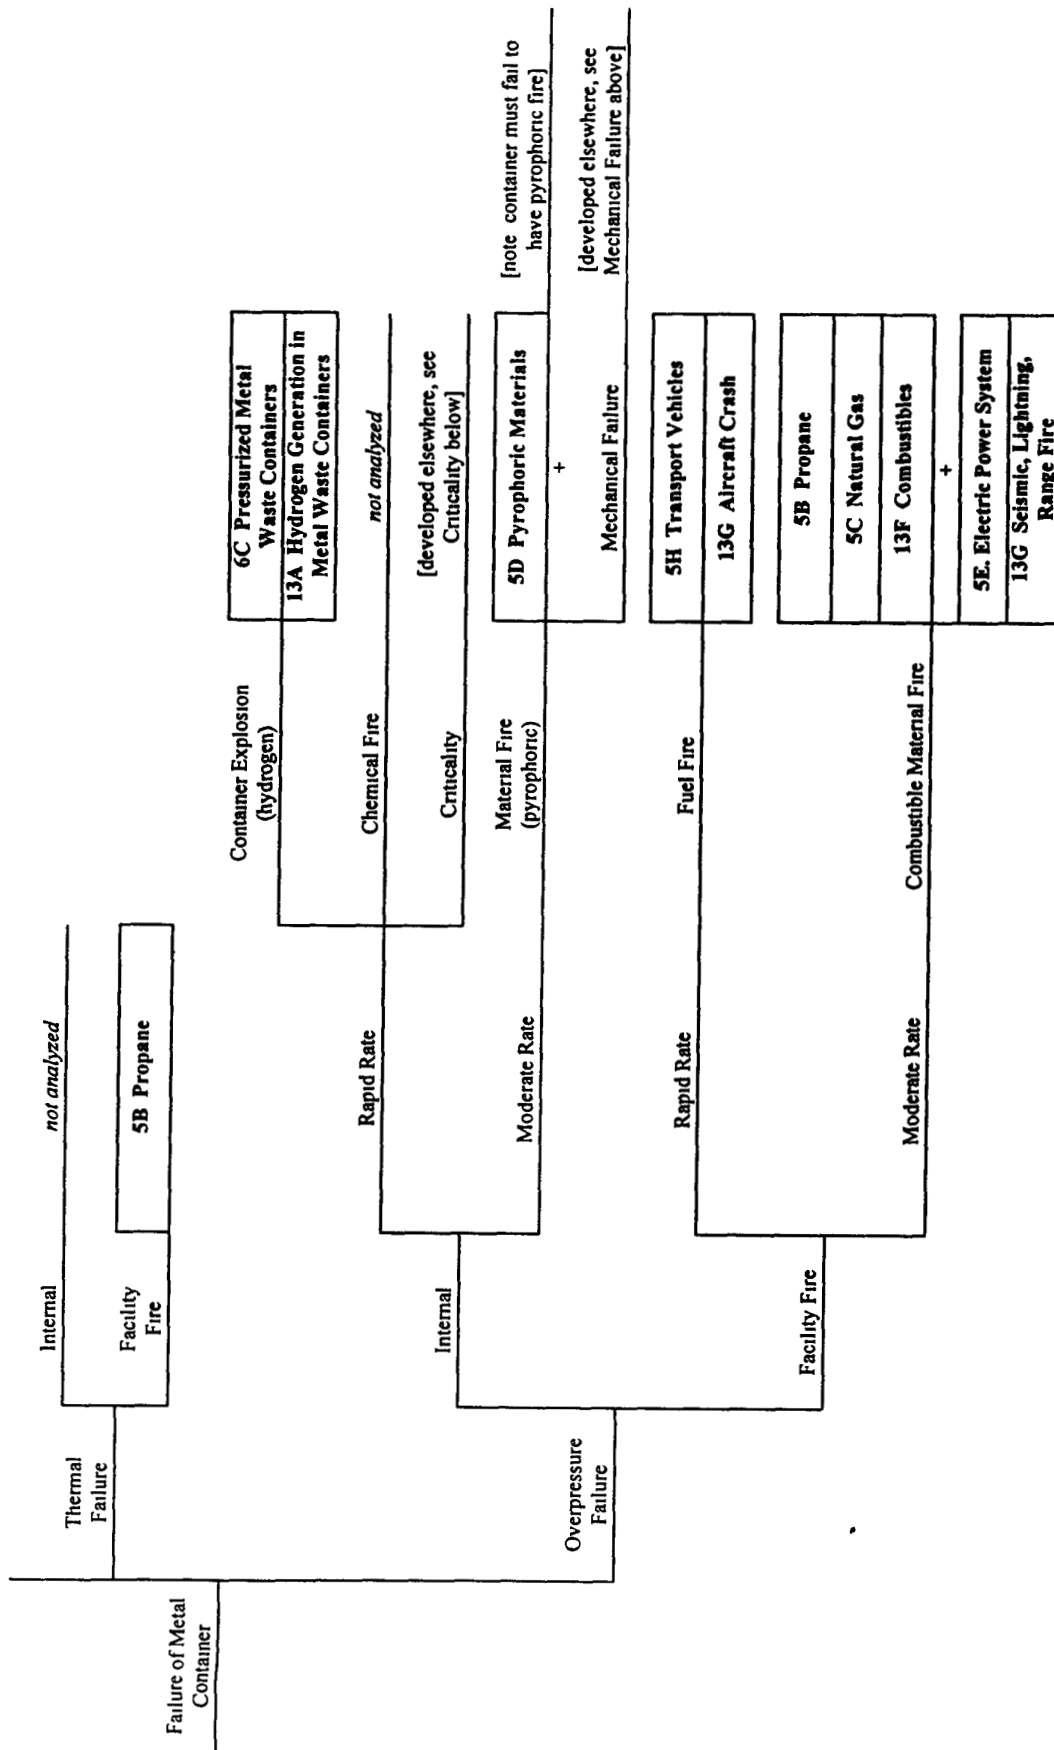 Failure of Metal
Container
Thermal
Failure
Internal
not analyzed
Facility
Fire
5B Propane
Overpressure
Failure
Internal
Rapid Rate
Container Explosion
(hydrogen)
6C Pressurized Metal
Waste Containers
13A Hydrogen Generation in
Metal Waste Containers
Chemical Fire
not analyzed
Criticality
[developed elsewhere, see
Criticality below]
Moderate Rate
Material Fire
(pyrophoric)
5D Pyrophoric Materials
[note container must fail to
have pyrophoric fire]
+
Mechanical Failure
[developed elsewhere, see
Mechanical Failure above]
Facility Fire
Rapid Rate
Fuel Fire
5H Transport Vehicles
13G Aircraft Crash
Moderate Rate
Combustible Material Fire
5B Propane
5C Natural Gas
13F Combustibles
+
5E. Electric Power System
13G Seismic, Lightning,
Range Fire